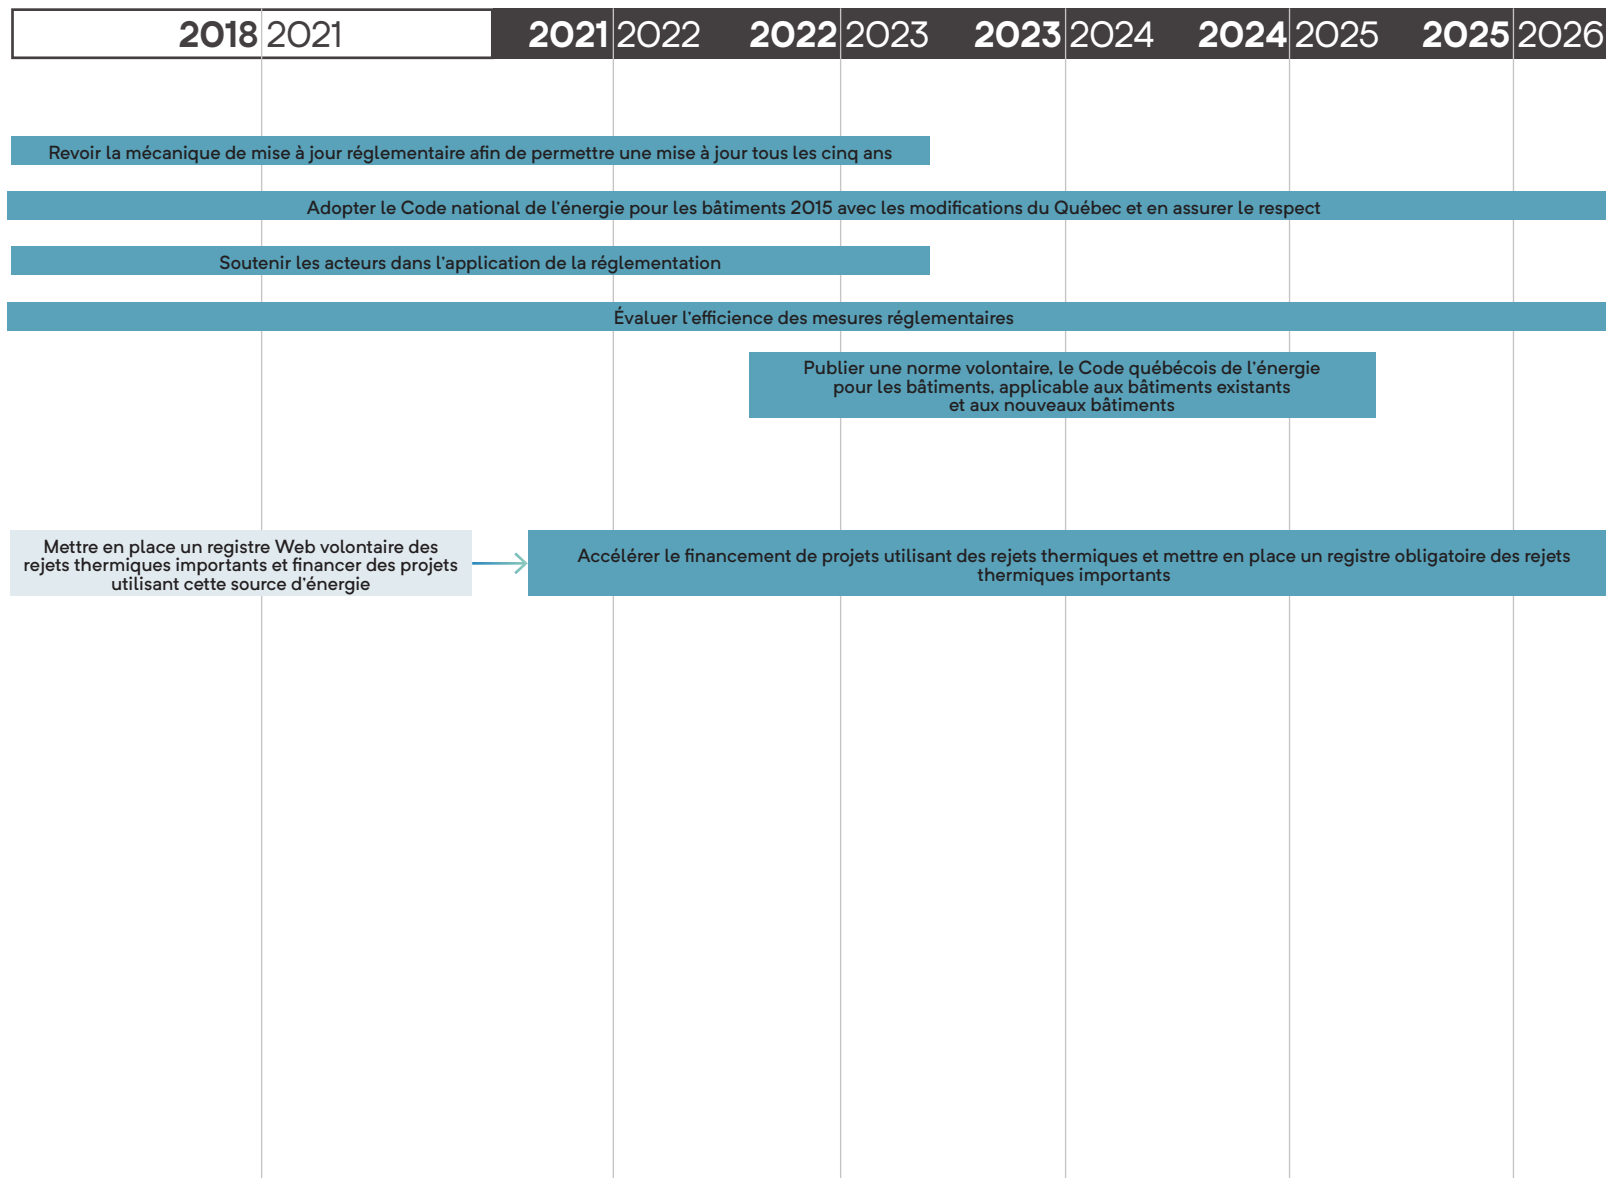 2018 2021 2021 2022 2022 2023 2023 2024 2024 2025 2025 2026
Revoir la mécanique de mise à jour réglementaire afin de permettre une mise à jour tous les cinq ans
Adopter le Code national de l'énergie pour les bâtiments 2015 avec les modifications du Québec et en assurer le respect
Soutenir les acteurs dans l'application de la réglementation
Évaluer l'efficience des mesures réglementaires
Publier une norme volontaire, le Code québécois de l'énergie
pour les bâtiments, applicable aux bâtiments existants
et aux nouveaux bâtiments
Mettre en place un registre Web volontaire des
rejets thermiques importants et financer des projets
utilisant cette source d'énergie
Accélérer le financement de projets utilisant des rejets thermiques et mettre en place un registre obligatoire des rejets
thermiques importants